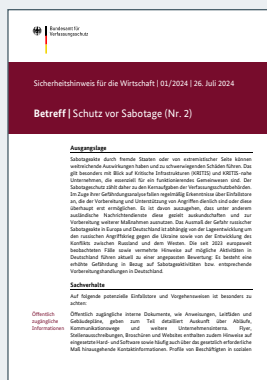 Bundesamt für
Verfassungsschutz
Sicherheitshinweis für die Wirtschaft | 01/2024 | 26. Juli 2024
Betreff | Schutz vor Sabotage (Nr. 2)
Ausgangslage
Sabotageakte durch fremde Staaten oder von extremistischer Seite können
weitreichende Auswirkungen haben und zu schwerwiegenden Schäden führen. Das
gilt besonders mit Blick auf Kritische Infrastrukturen (KRITIS) und KRITIS-nahe
Unternehmen, die essenziell für ein funktionierendes Gemeinwesen sind. Der
Sabotageschutz zählt daher zu den Kernaufgaben der Verfassungsschutzbehörden.
Im Zuge ihrer Gefährdungsanalyse fallen regelmäßig Erkenntnisse über Einfallstore
an, die der Vorbereitung und Unterstützung von Angriffen dienlich sind oder diese
überhaupt erst ermöglichen. Es ist davon auszugehen, dass unter anderem
ausländische Nachrichtendienste diese gezielt auskundschaften und zur
Vorbereitung weiterer Maßnahmen ausnutzen. Das Ausmaß der Gefahr russischer
Sabotageakte in Europa und Deutschland ist abhängig von der Lageentwicklung um
den russischen Angriffskrieg gegen die Ukraine sowie von der Entwicklung des
Konflikts zwischen Russland und dem Westen. Die seit 2023 europaweit
beobachteten Fälle sowie vermehrte Hinweise auf mögliche Aktivitäten in
Deutschland führen aktuell zu einer angepassten Bewertung: Es besteht eine
erhöhte Gefährdung in Bezug auf Sabotageaktivitäten bzw. entsprechende
Vorbereitungshandlungen in Deutschland.
Sachverhalte
Auf folgende potenzielle Einfallstore und Vorgehensweisen ist besonders zu
achten:
Öffentlich
zugängliche
Informationen
Öffentlich zugängliche interne Dokumente, wie Anweisungen, Leitfäden und
Gebäudepläne, geben zum Teil detailliert Auskunft über Abläufe,
Kommunikationswege und weitere Unternehmensinterna. Flyer,
Stellenausschreibungen, Broschüren und Websites enthalten zudem Hinweise auf
eingesetzte Hard- und Software sowie häufig auch über das gesetzlich erforderliche
Maß hinausgehende Kontaktinformationen. Profile von Beschäftigten in sozialen